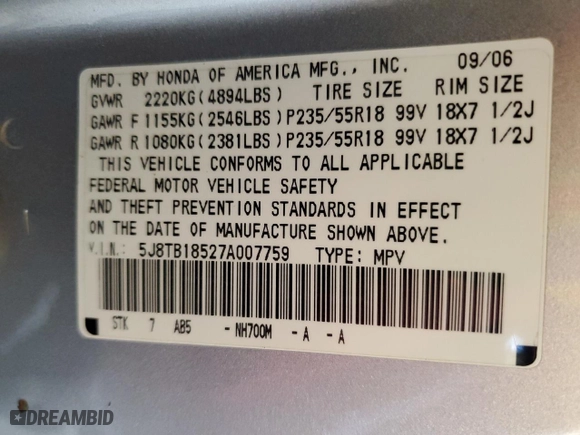 MFD. BY HONDA OF AMERICA MFG., INC. 09/06
GVWR 2220KG(4894LBS) TIRE SIZE RIM SIZE
GAWR F 1155KG(2546LBS) P235/55R18 99V 18X7 1/2J
GAWR R 1080KG(2381LBS) P235/55R18 99V 18X7 1/2J
THIS VEHICLE CONFORMS TO ALL APPLICABLE
FEDERAL MOTOR VEHICLE SAFETY
AND THEFT PREVENTION STANDARDS IN EFFECT
ON THE DATE OF MANUFACTURE SHOWN ABOVE.
V.I.N.: 5J8TB18527A007759 TYPE: MPV
STK 7 AB5 - NH700M - A - A
DREAMBID